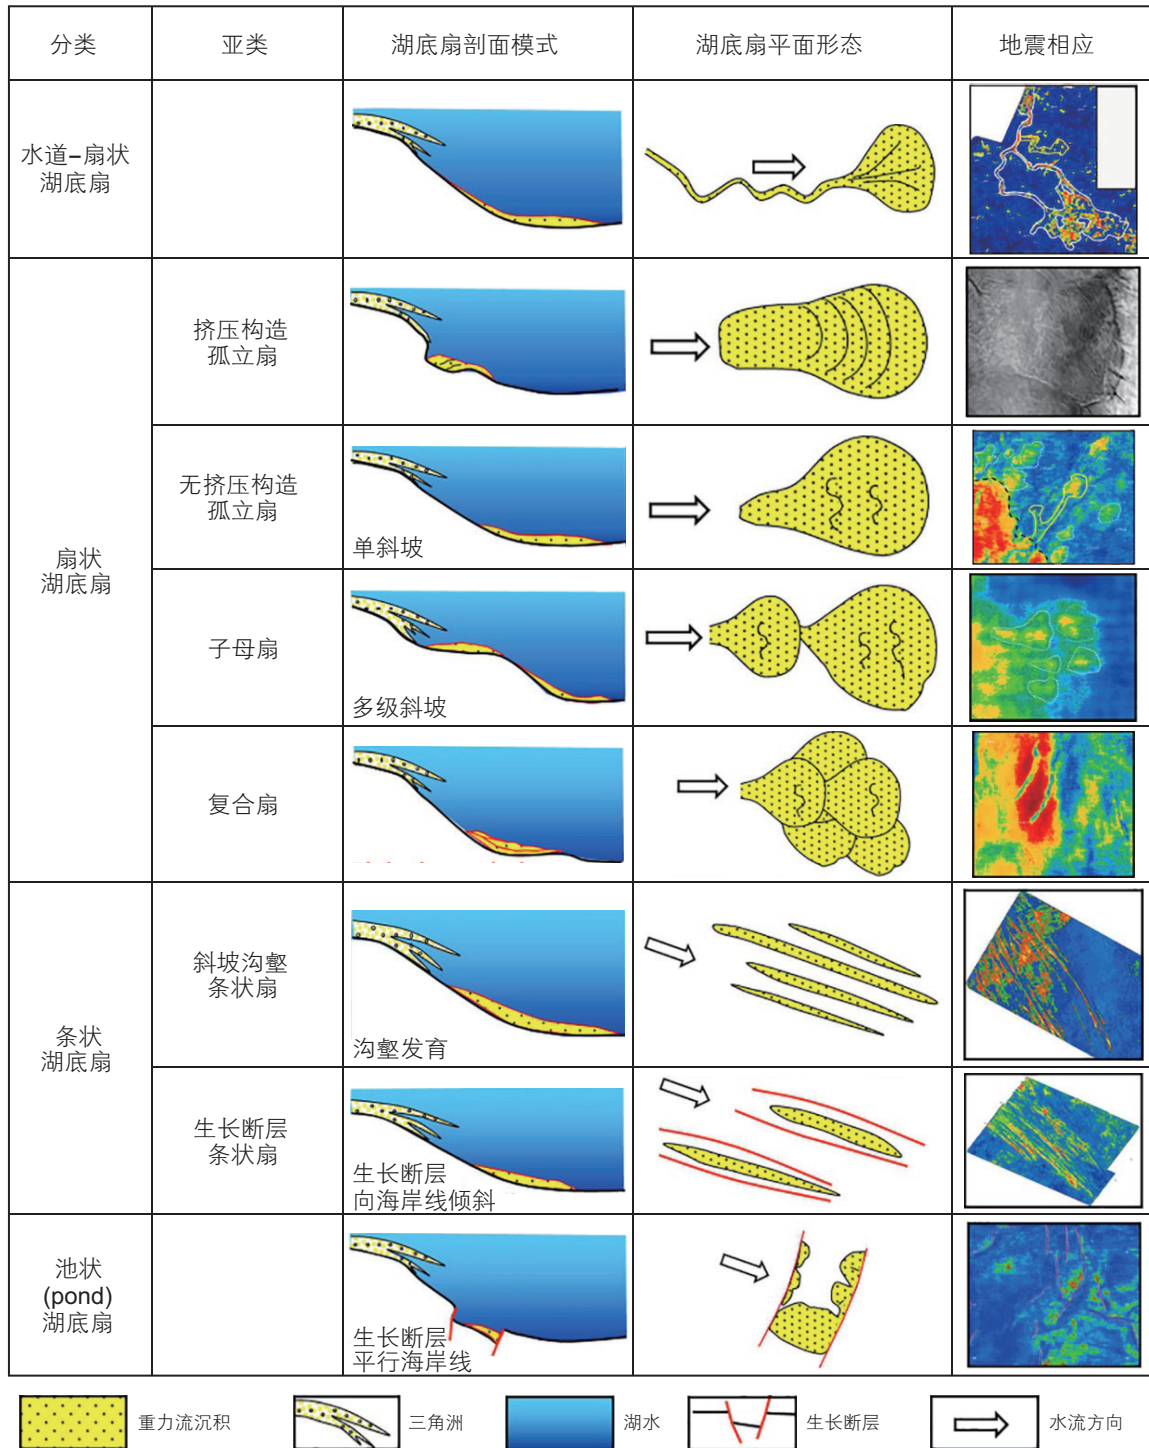 分类
亚类
湖底扇剖面模式
湖底扇平面形态
地震相应
水道–扇状
湖底扇
扇状
湖底扇
挤压构造
孤立扇
无挤压构造
孤立扇
单斜坡
子母扇
多级斜坡
复合扇
条状
湖底扇
斜坡沟壑
条状扇
沟壑发育
生长断层
条状扇
生长断层
向海岸线倾斜
池状
(pond)
湖底扇
生长断层
平行海岸线
重力流沉积
三角洲
湖水
生长断层
水流方向